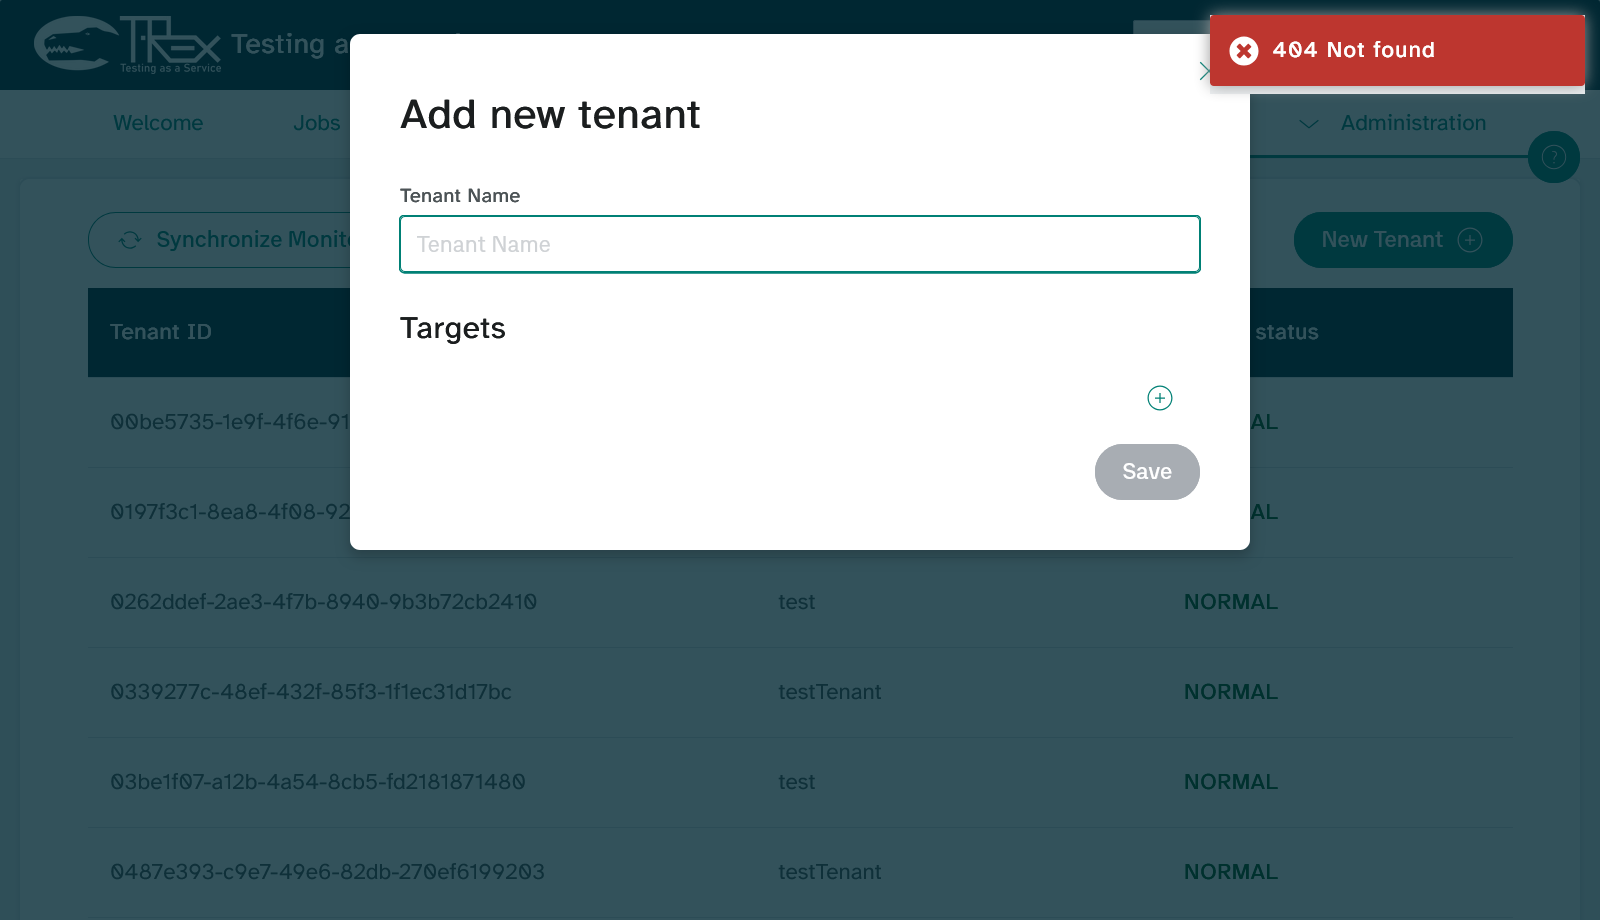 T-Rex
Testing as a Service
Testing a
404 Not found
Welcome
Jobs
Administration
Add new tenant
Tenant Name
Tenant Name
Synchronize Monit
New Tenant
Targets
Tenant ID
status
Save
00be5735-1e9f-4f6e-91
AL
0197f3c1-8ea8-4f08-92
AL
0262ddef-2ae3-4f7b-8940-9b3b72cb2410 test NORMAL
0339277c-48ef-432f-85f3-1f1ec31d17bc testTenant NORMAL
03be1f07-a12b-4a54-8cb5-fd2181871480 test NORMAL
0487e393-c9e7-49e6-82db-270ef6199203 testTenant NORMAL